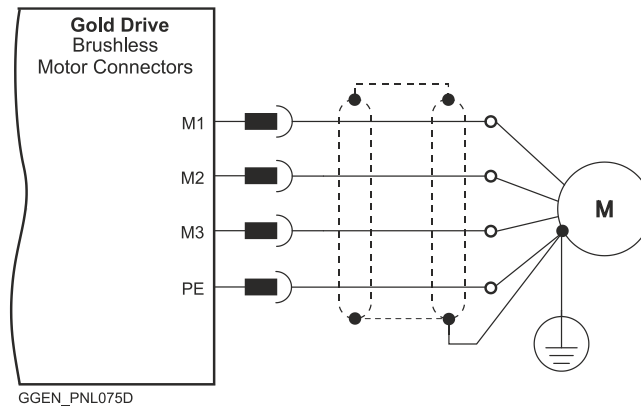 Gold Drive
Brushless
Motor Connectors
M1
M2
M3
PE
M
GGEN_PNL075D